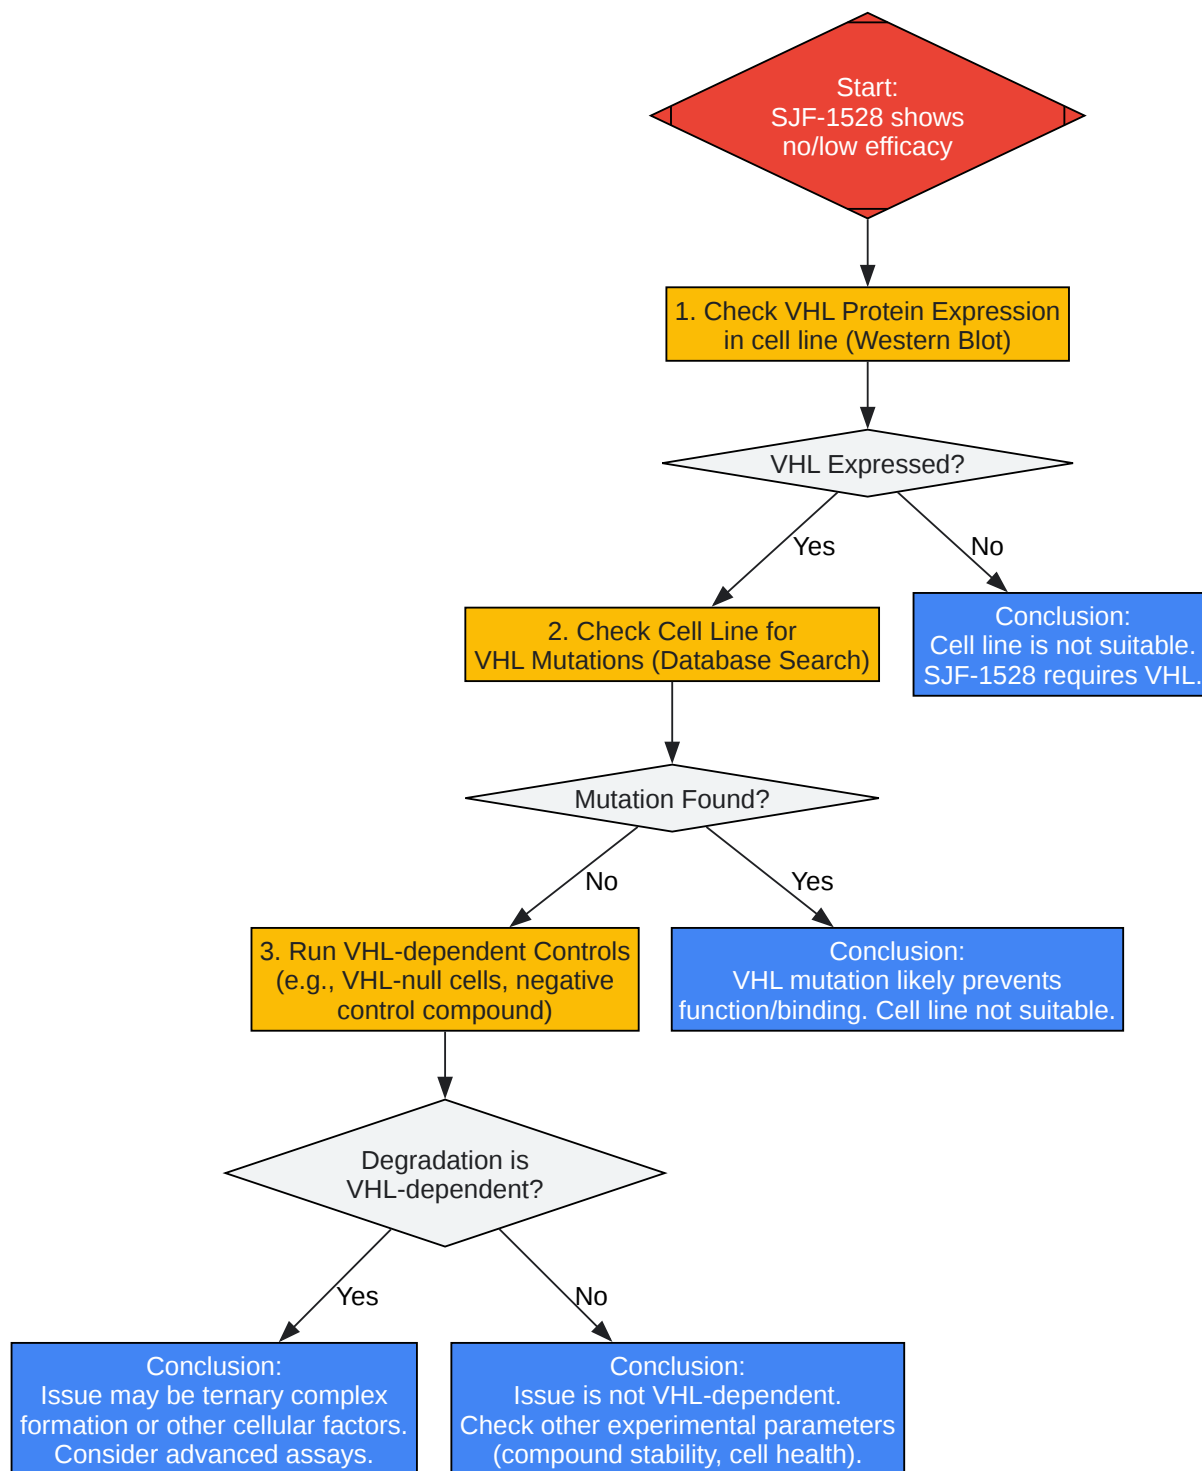 Start:
SJF-1528 shows
no/low efficacy
1. Check VHL Protein Expression
in cell line (Western Blot)
VHL Expressed?
Yes
No
2. Check Cell Line for
VHL Mutations (Database Search)
Conclusion:
Cell line is not suitable.
SJF-1528 requires VHL.
Mutation Found?
No
Yes
3. Run VHL-dependent Controls
(e.g., VHL-null cells, negative
control compound)
Conclusion:
VHL mutation likely prevents
function/binding. Cell line not suitable.
Degradation is
VHL-dependent?
Yes
No
Conclusion:
Issue may be ternary complex
formation or other cellular factors.
Consider advanced assays.
Conclusion:
Issue is not VHL-dependent.
Check other experimental parameters
(compound stability, cell health).